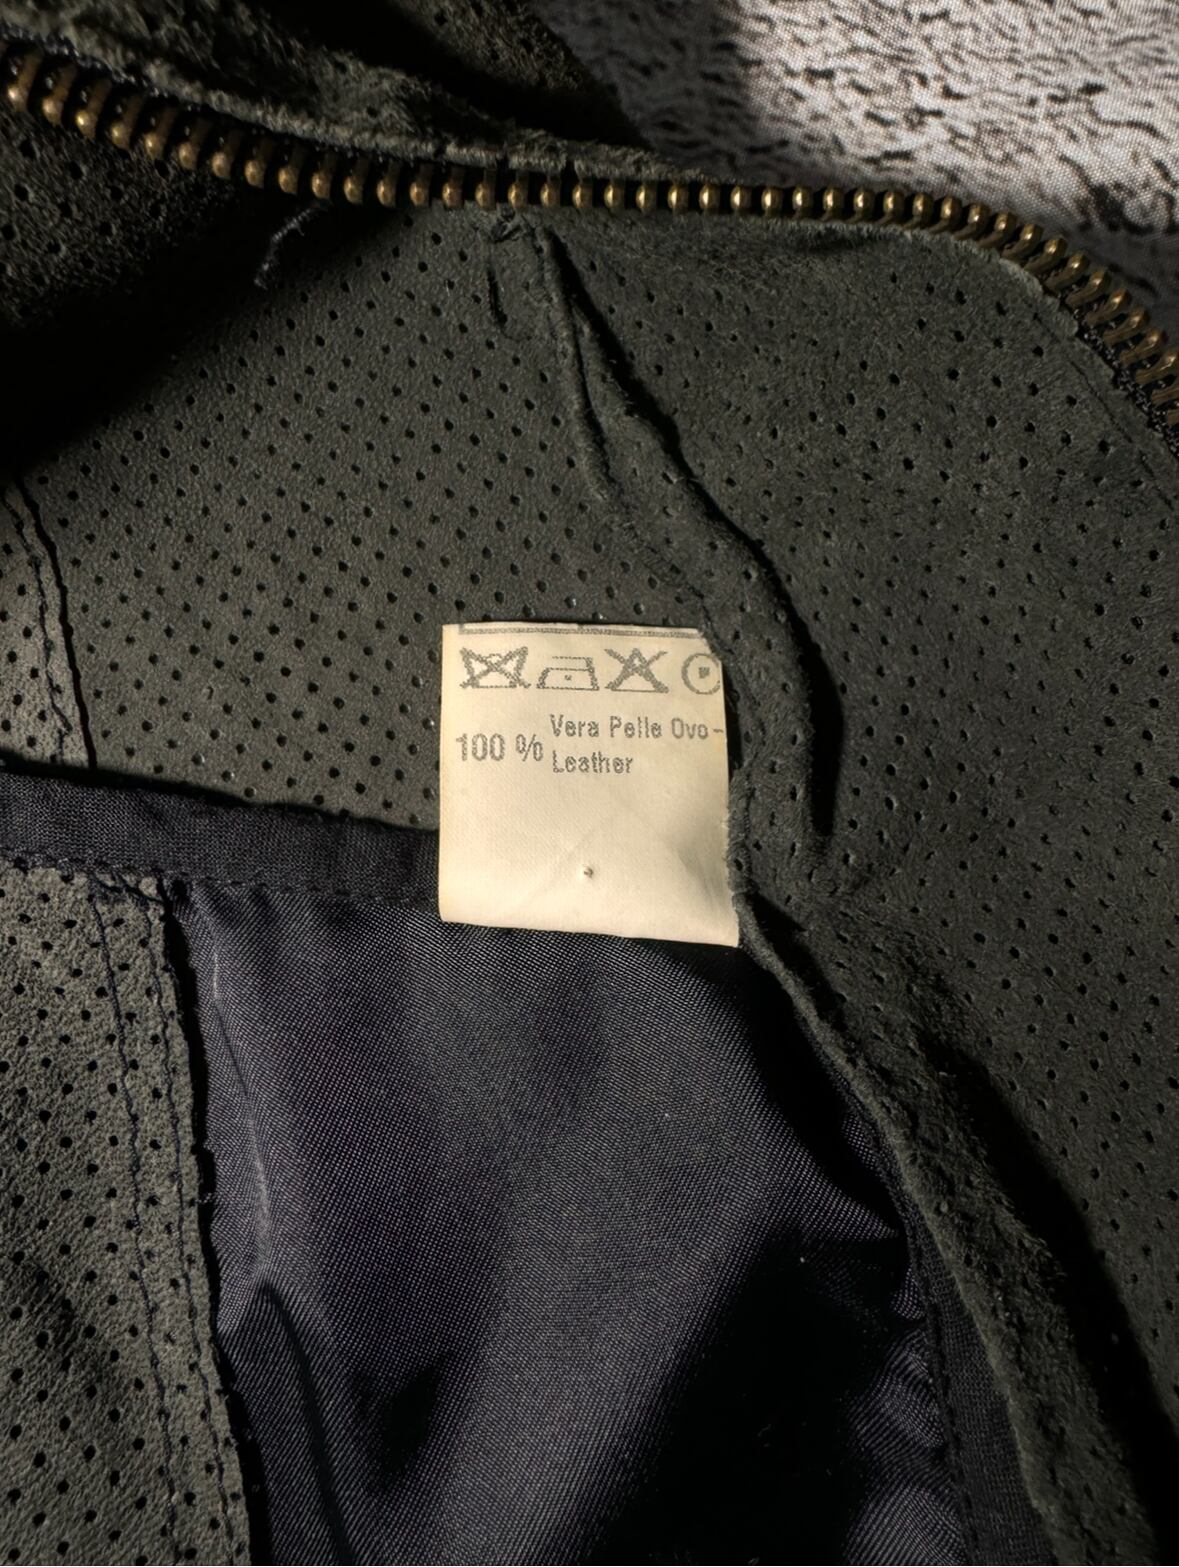 100 % Vera Pelle Ovo-
Leather
P